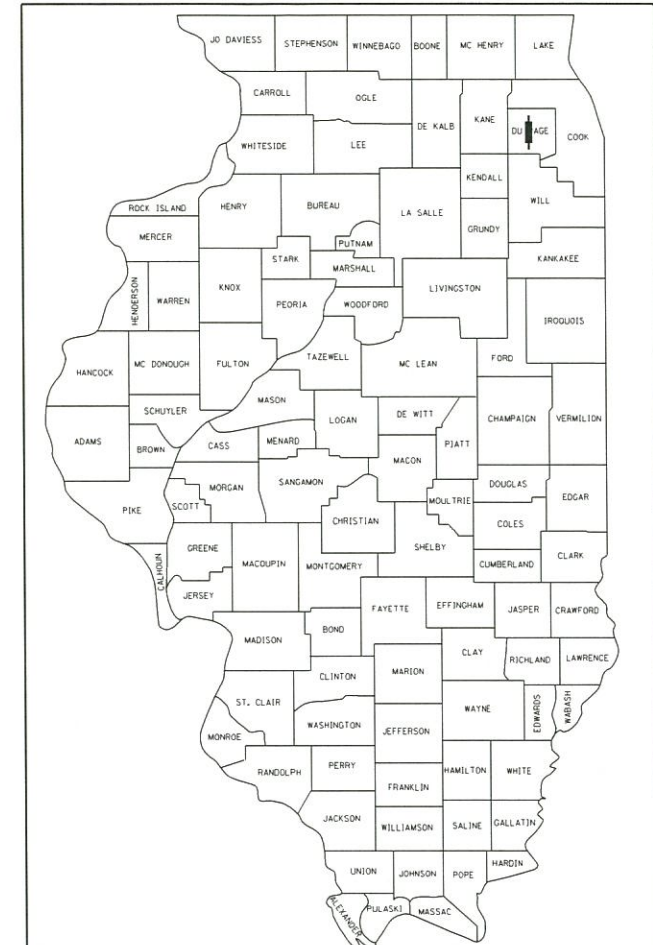 JO DAVIESS
STEPHENSON
WINNEBAGO
BOONE
MC HENRY
LAKE
CARROLL
OGLE
DE KALB
KANE
DU AGE
COOK
WHITESIDE
LEE
KENDALL
WILL
ROCK ISLAND
HENRY
BUREAU
LA SALLE
GRUNDY
MERCER
PUTNAM
STARK
MARSHALL
KANKAKEE
HENDERSON
WARREN
KNOX
PEORIA
WOODFORD
LIVINGSTON
IROQUOIS
HANCOCK
MC DONOUGH
FULTON
TAZEWELL
MC LEAN
FORD
MASON
SCHUYLER
LOGAN
DE WITT
CHAMPAIGN
VERMILION
ADAMS
BROWN
CASS
MENARD
MACON
PIATT
PIKE
SCOTT
MORGAN
SANGAMON
DOUGLAS
MOULTRIE
EDGAR
CHRISTIAN
COLES
CALHOUN
GREENE
MACOUPIN
MONTGOMERY
SHELBY
CUMBERLAND
CLARK
JERSEY
FAYETTE
EFFINGHAM
JASPER
CRAWFORD
MADISON
BOND
CLAY
RICHLAND
LAWRENCE
CLINTON
MARION
ST. CLAIR
WAYNE
EDWARDS
WABASH
WASHINGTON
JEFFERSON
MONROE
RANDOLPH
PERRY
HAMILTON
WHITE
FRANKLIN
JACKSON
WILLIAMSON
SALINE
GALLATIN
UNION
JOHNSON
POPE
HARDIN
ALEXANDER
PULASKI
MASSAC